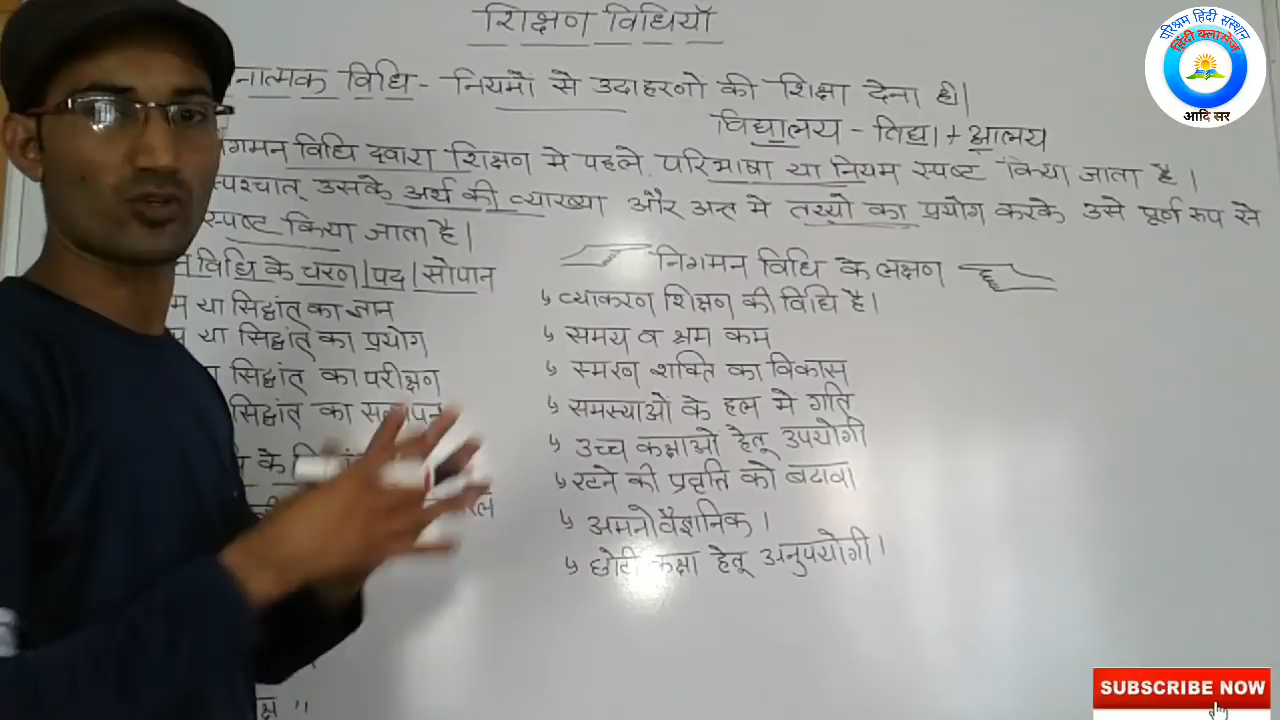 शिक्षण विधियॉ
नात्मक विधि - नियमों से उदाहरणों की शिक्षा देना ही।
विद्यालय - विद्या + आलय
गमन विधि द्वारा शिक्षण मे पहले परिभाषा या नियम स्पष्ट किया जाता है।
पश्चात् उसके अर्थ की व्याख्या और अन्त मे तथ्यो का प्रयोग करके उसे पूर्ण रूप से
स्पष्ट किया जाता है।
विधि के चरण/पद/सोपान
या सिद्धांत का ज्ञान
या सिद्धांत का प्रयोग
सिद्धांत का परीक्षण
सिद्धांत का
के
निगमन विधि के लक्षण
व्याकरण शिक्षण की विधि है।
समय व श्रम कम
स्मरण शक्ति का विकास
समस्याओ के हल मे गति
उच्च कक्षाओ हेतू उपयोगी
रटने की प्रवृत्ति को बढावा
अमनोवैज्ञानिक।
छोटी कक्षा हेतू अनुपयोगी।
परिश्रम हिंदी संस्थान
हिंदी क्लासेज
आदि सर
SUBSCRIBE NOW